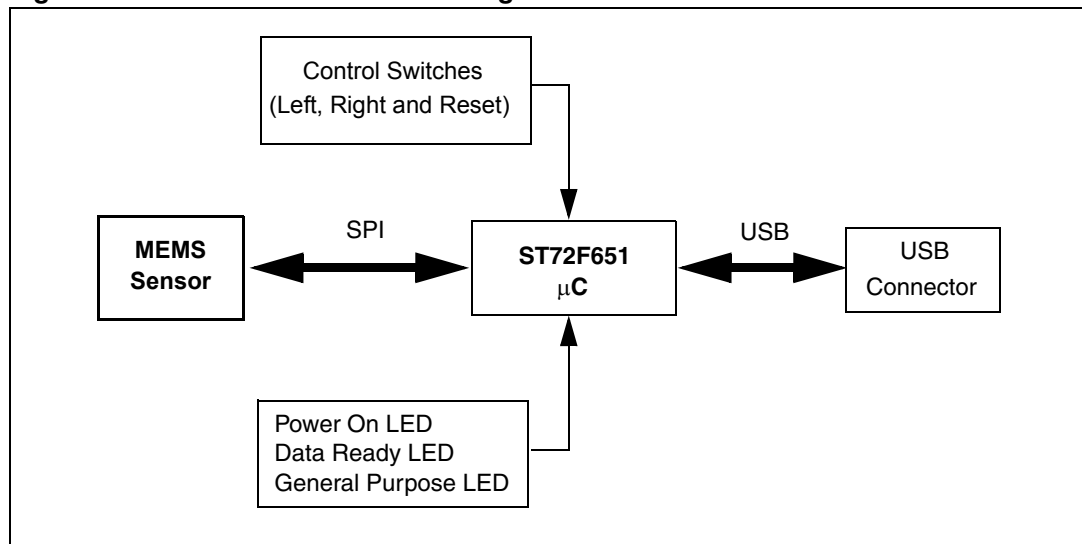 Control Switches
(Left, Right and Reset)
MEMS
Sensor
SPI
ST72F651
μC
USB
USB
Connector
Power On LED
Data Ready LED
General Purpose LED